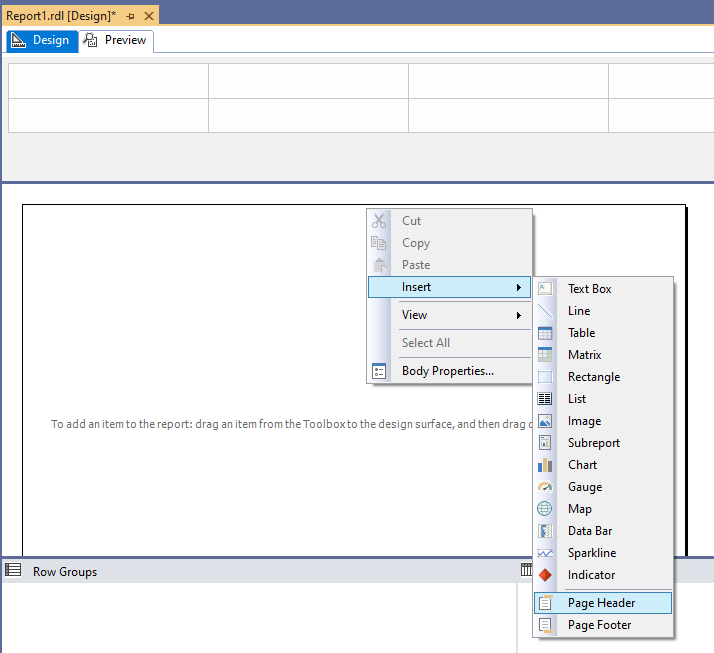 Report1.rdl [Design]*
Design
Preview
Cut
Copy
Paste
Insert
View
Select All
Body Properties...
Text Box
Line
Table
Matrix
Rectangle
List
Image
Subreport
Chart
Gauge
Map
Data Bar
Sparkline
Indicator
Page Header
Page Footer
To add an item to the report: drag an item from the Toolbox to the design surface, and then drag
Row Groups